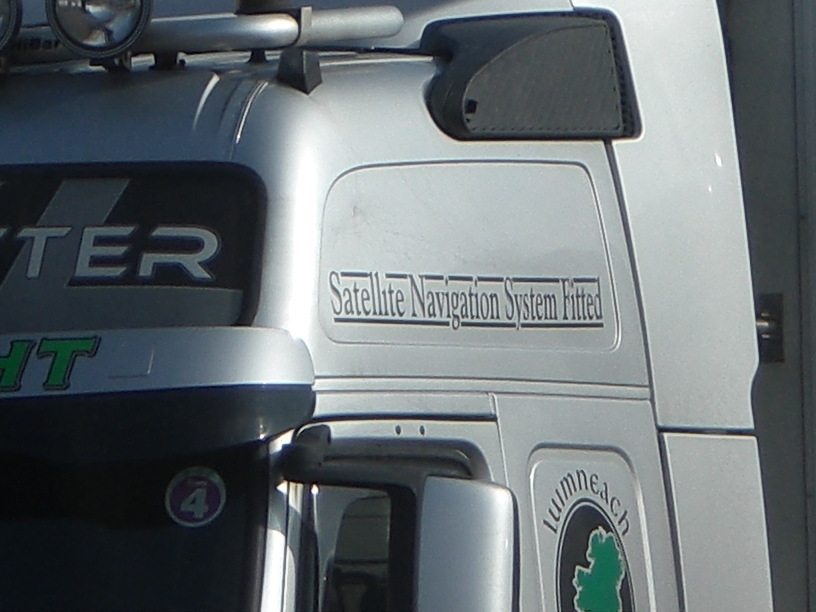 TER
HT
Satellite Navigation System Fitted
4
luimneach